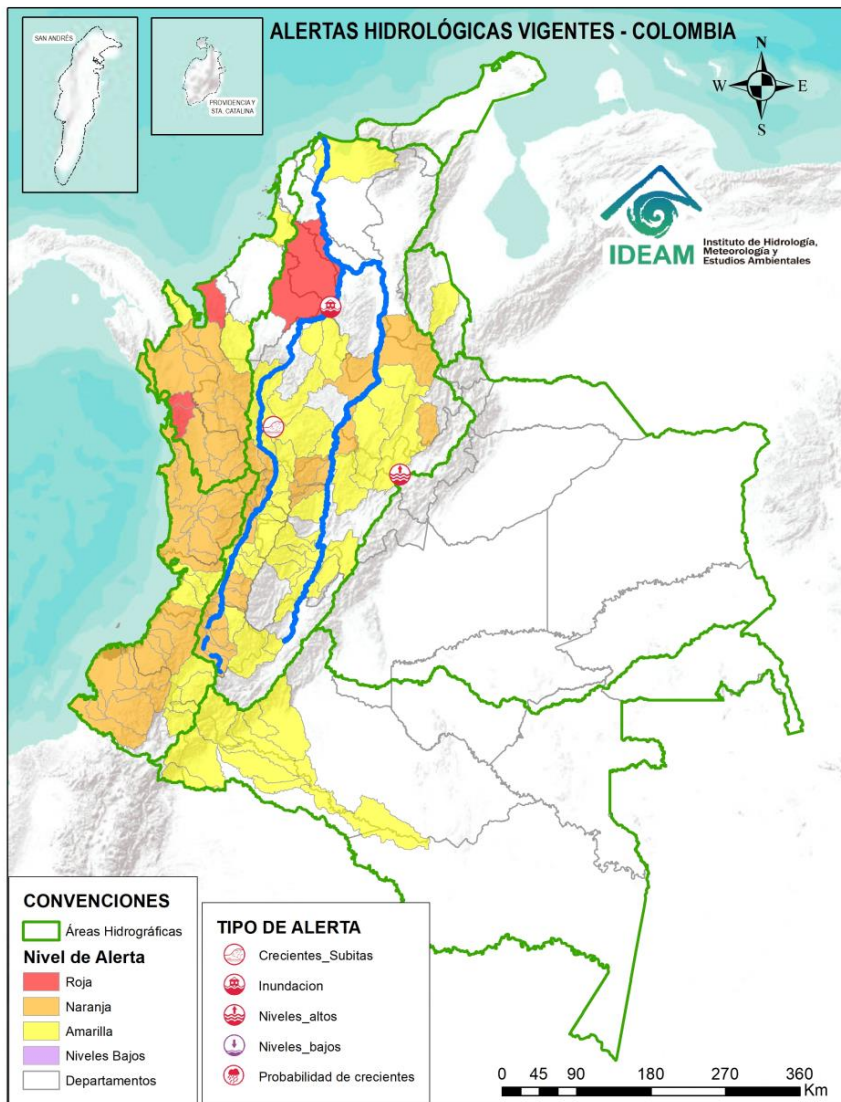 ALERTAS HIDROLÓGICAS VIGENTES - COLOMBIA
SAN ANDRÉS
PROVIDENCIA Y
STA. CATALINA
N
W E
S
IDEAM
Instituto de Hidrología,
Meteorología y
Estudios Ambientales
CONVENCIONES
Áreas Hidrográficas
Nivel de Alerta
Roja
Naranja
Amarilla
Niveles Bajos
Departamentos
TIPO DE ALERTA
Crecientes_Subitas
Inundacion
Niveles_altos
Niveles_bajos
Probabilidad de crecientes
0 45 90 180 270 360
Km